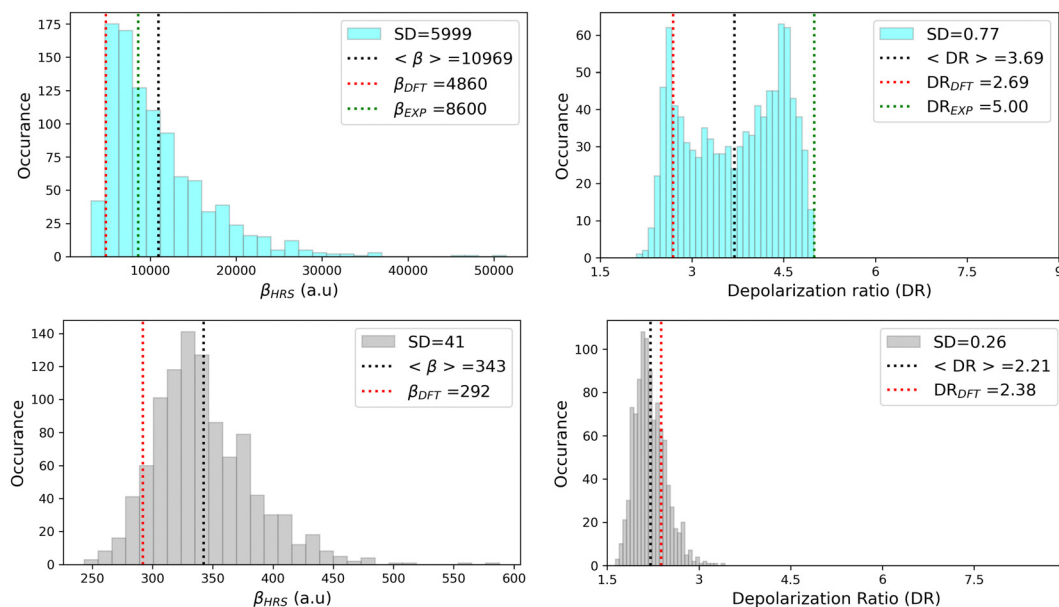 SD=5999
< β > =10969
β_DFT =4860
β_EXP =8600
Occurance
175
150
125
100
75
50
25
0
10000 20000 30000 40000 50000
β_HRS (a.u)
SD=0.77
< DR > =3.69
DR_DFT =2.69
DR_EXP =5.00
Occurance
60
50
40
30
20
10
0
1.5 3 4.5 6 7.5 9
Depolarization ratio (DR)
SD=41
< β > =343
β_DFT =292
Occurance
140
120
100
80
60
40
20
0
250 300 350 400 450 500 550 600
β_HRS (a.u)
SD=0.26
< DR > =2.21
DR_DFT =2.38
Occurance
100
80
60
40
20
0
1.5 3 4.5 6 7.5
Depolarization Ratio (DR)